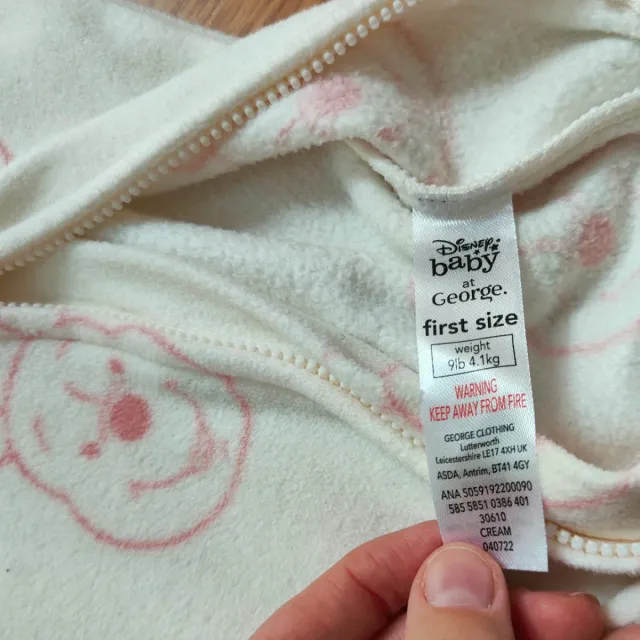 Disney
baby
at
George.
first size
weight
9lb 4.1kg
WARNING
KEEP AWAY FROM FIRE
GEORGE CLOTHING
Lutterworth
Leicestershire LE17 4XH UK
ASDA, Antrim, BT41 4GY
ANA 5059192200090
585 5851 0386 401
30610
CREAM
040722